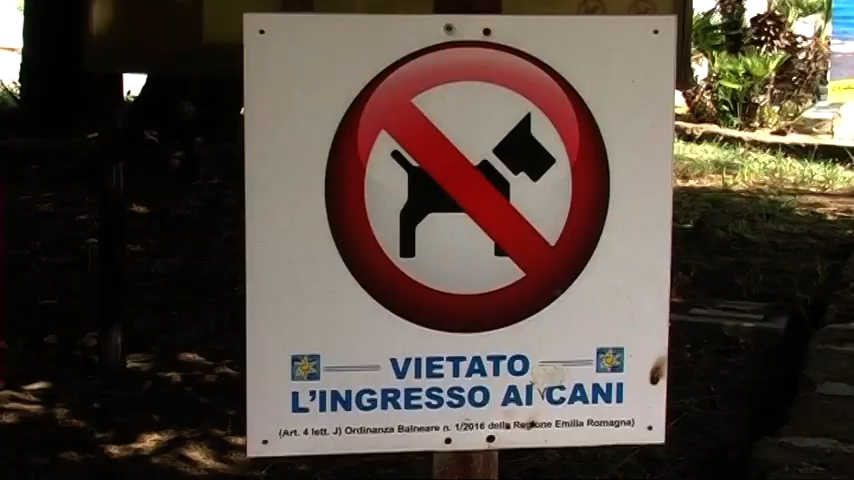 VIETATO
L'INGRESSO AI CANI
(Art. 4 lett. J) Ordinanza Balneare n. 1/2016 della Regione Emilia Romagna)